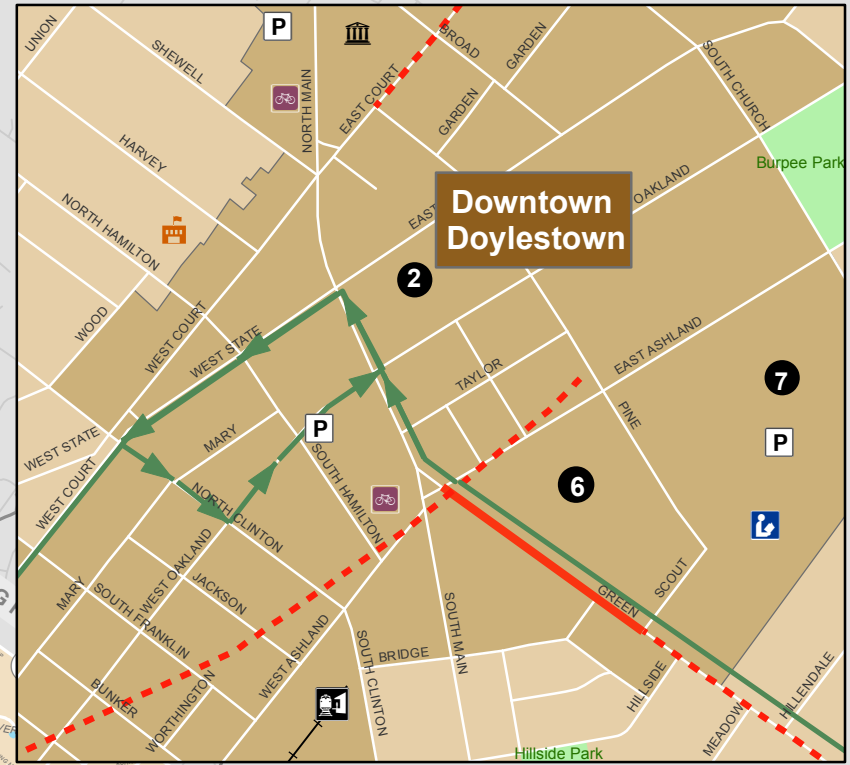 UNION
SHEWELL
P
NORTH MAIN
EAST COURT
BROAD
GARDEN
GARDEN
SOUTH CHURCH
Burpee Park
HARVEY
NORTH HAMILTON
OAKLAND
EAST
Downtown
Doylestown
2
WOOD
WEST COURT
WEST STATE
TAYLOR
EAST ASHLAND
7
PINE
P
P
WEST STATE
MARY
WEST COURT
SOUTH HAMILTON
NORTH CLINTON
6
MARY
WEST OAKLAND
JACKSON
SOUTH FRANKLIN
WEST ASHLAND
SOUTH CLINTON
BRIDGE
SOUTH MAIN
GREEN
SCOUT
HILLSIDE
BUNKER
WORTHINGTON
MEADOW
HILLENDALE
Hillside Park